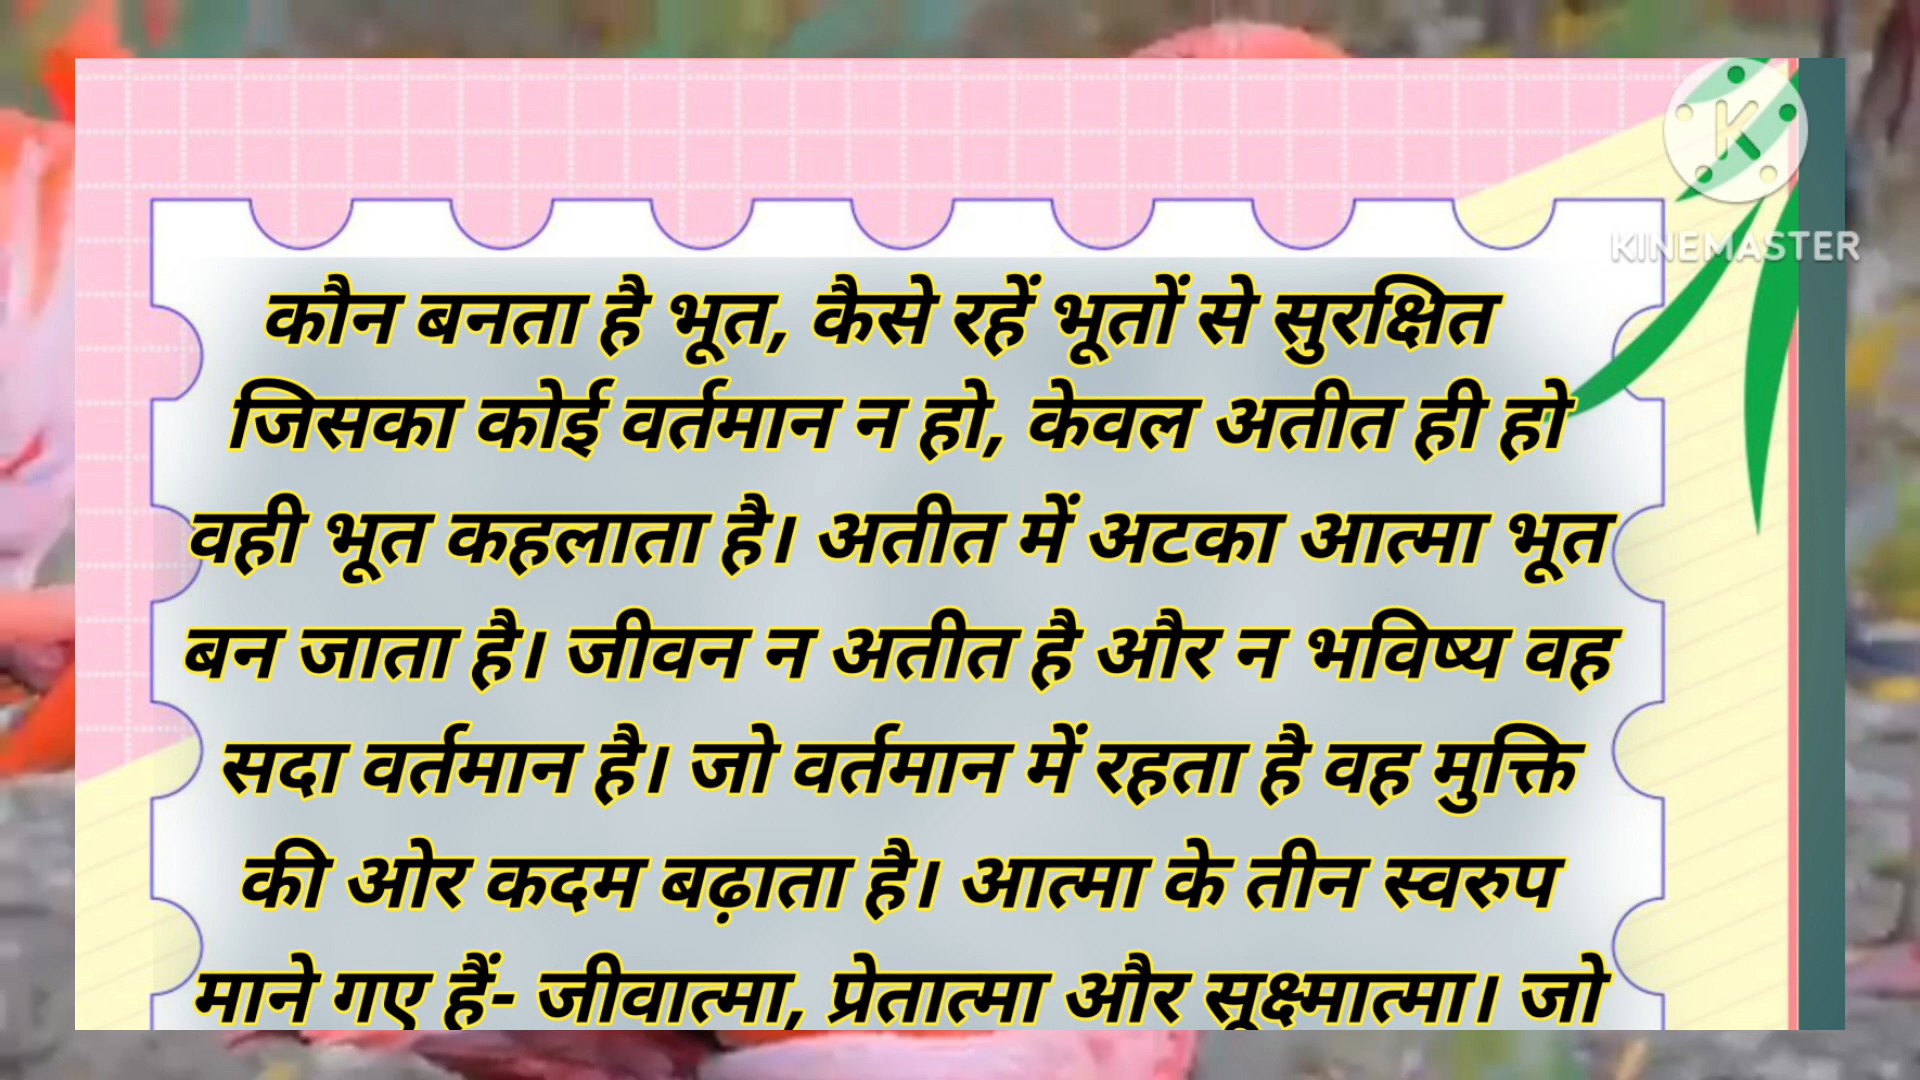 KINEMASTER
कौन बनता है भूत, कैसे रहें भूतों से सुरक्षित
जिसका कोई वर्तमान न हो, केवल अतीत ही हो
वही भूत कहलाता है। अतीत में अटका आत्मा भूत
बन जाता है। जीवन न अतीत है और न भविष्य वह
सदा वर्तमान है। जो वर्तमान में रहता है वह मुक्ति
की ओर कदम बढ़ाता है। आत्मा के तीन स्वरुप
माने गए हैं- जीवात्मा, प्रेतात्मा और सूक्ष्मात्मा। जो